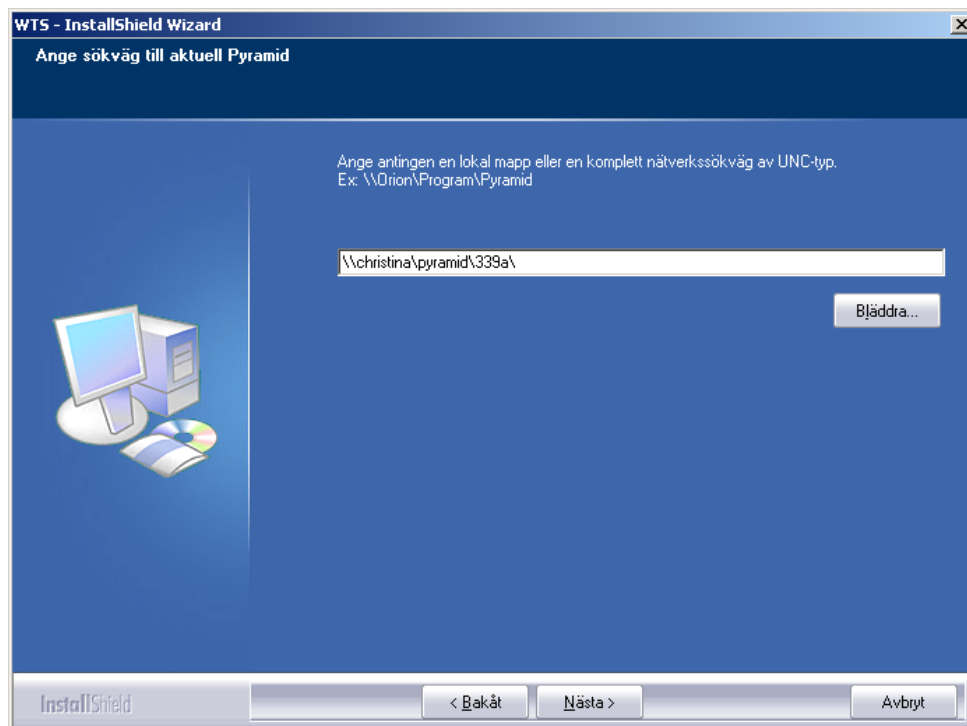 WTS - InstallShield Wizard
Ange sökväg till aktuell Pyramid
Ange antingen en lokal mapp eller en komplett nätverkssökväg av UNC-typ.
Ex: \\Orion\Program\Pyramid
\\christina\pyramid\339a\
Bläddra...
InstallShield
< Bakåt
Nästa >
Avbryt